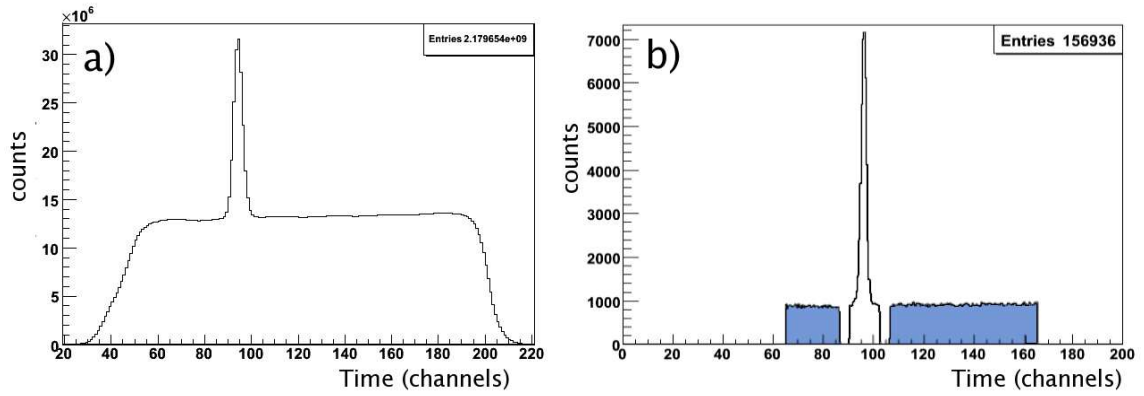 ×10⁶
a)
Entries 2.179654e+09
30
25
20
15
10
5
0
counts
20 40 60 80 100 120 140 160 180 200 220
Time (channels)
b)
Entries 156936
7000
6000
5000
4000
3000
2000
1000
0
counts
0 20 40 60 80 100 120 140 160 180 200
Time (channels)